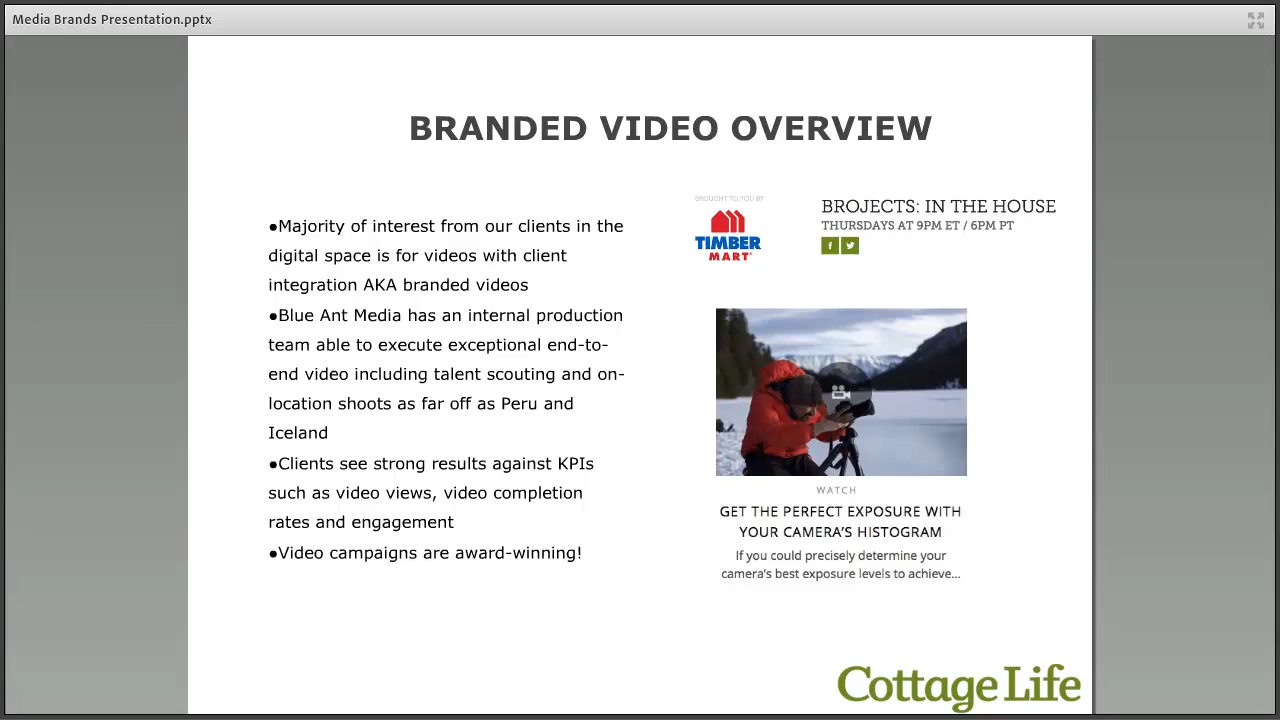 Media Brands Presentation.pptx
BRANDED VIDEO OVERVIEW
●Majority of interest from our clients in the
digital space is for videos with client
integration AKA branded videos
●Blue Ant Media has an internal production
team able to execute exceptional end-to-
end video including talent scouting and on-
location shoots as far off as Peru and
Iceland
●Clients see strong results against KPIs
such as video views, video completion
rates and engagement
●Video campaigns are award-winning!
BROUGHT TO YOU BY
TIMBER
MART
BROJECTS: IN THE HOUSE
THURSDAYS AT 9PM ET / 6PM PT
WATCH
GET THE PERFECT EXPOSURE WITH
YOUR CAMERA'S HISTOGRAM
If you could precisely determine your
camera's best exposure levels to achieve...
Cottage Life